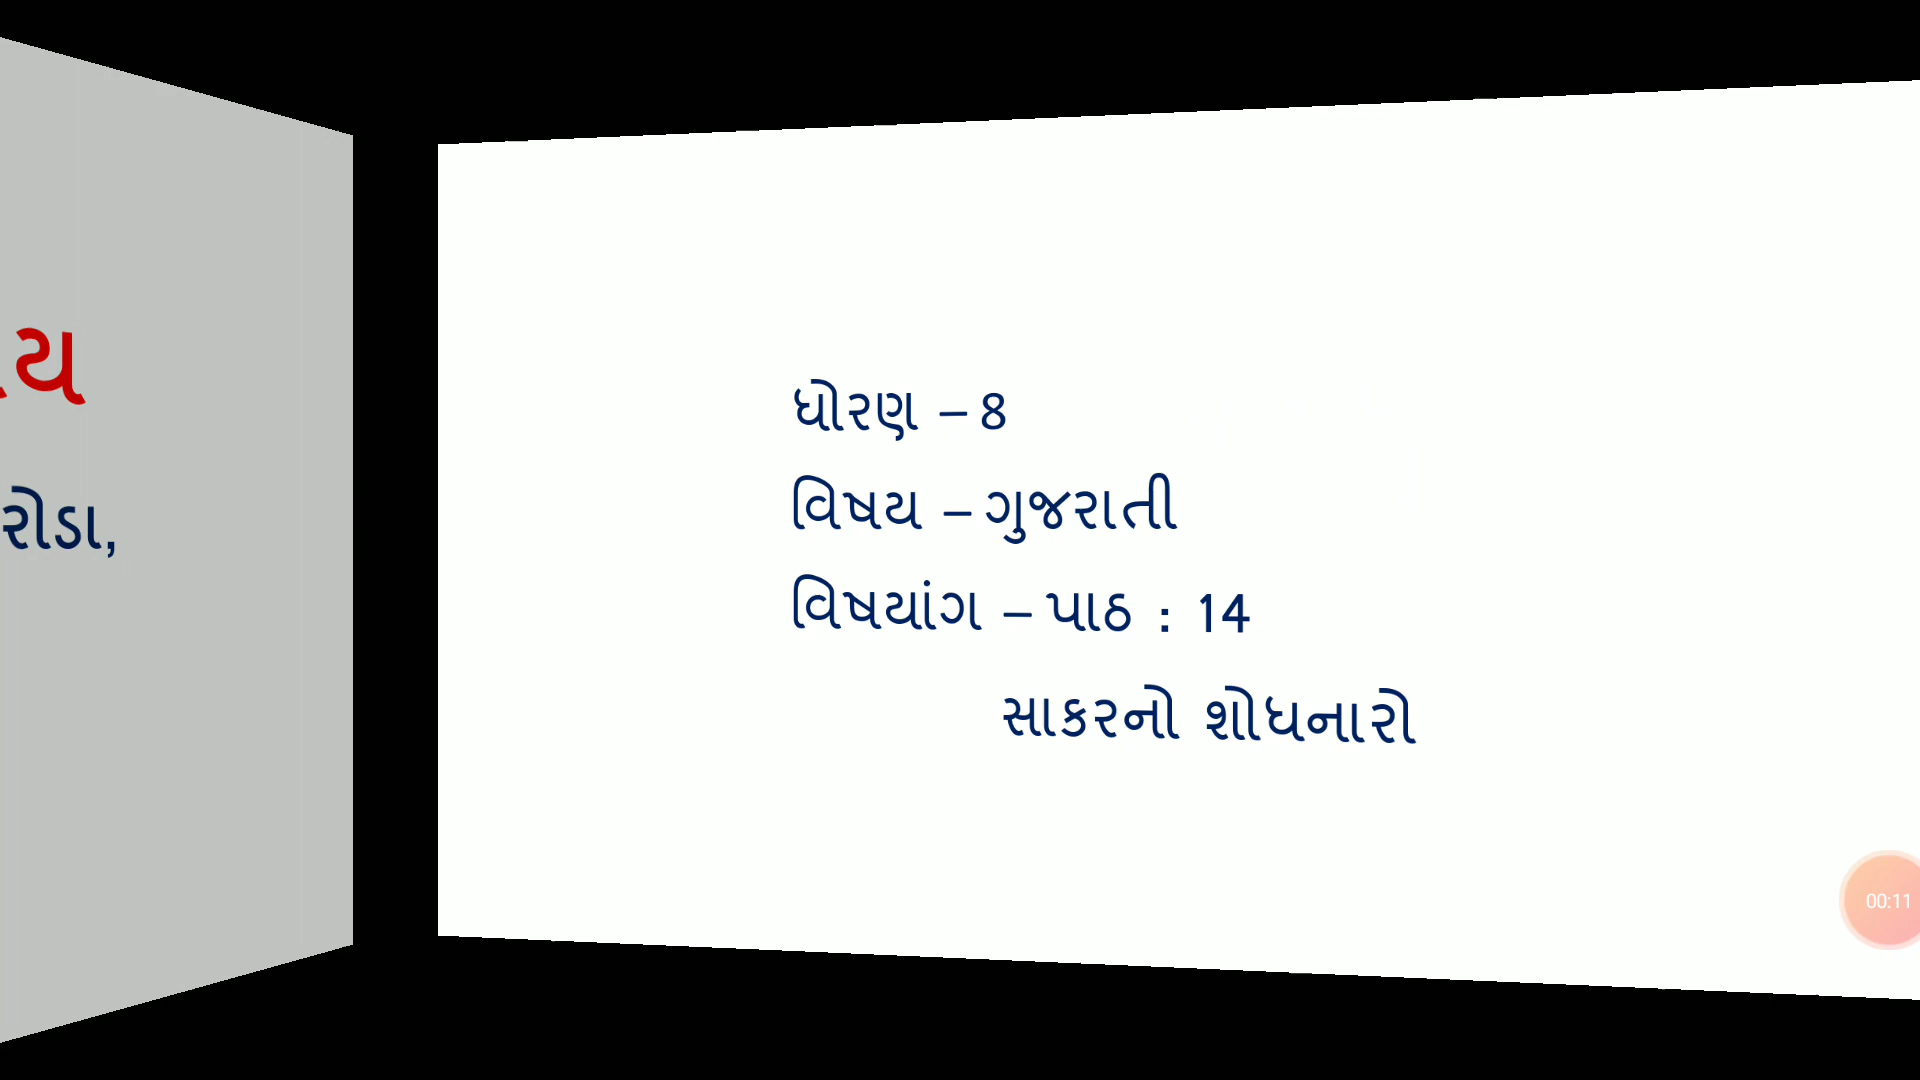 રોડા,
ધોરણ – 8
વિષય – ગુજરાતી
વિષયાંગ – પાઠ : 14
સાકરનો શોધનારો
00:11